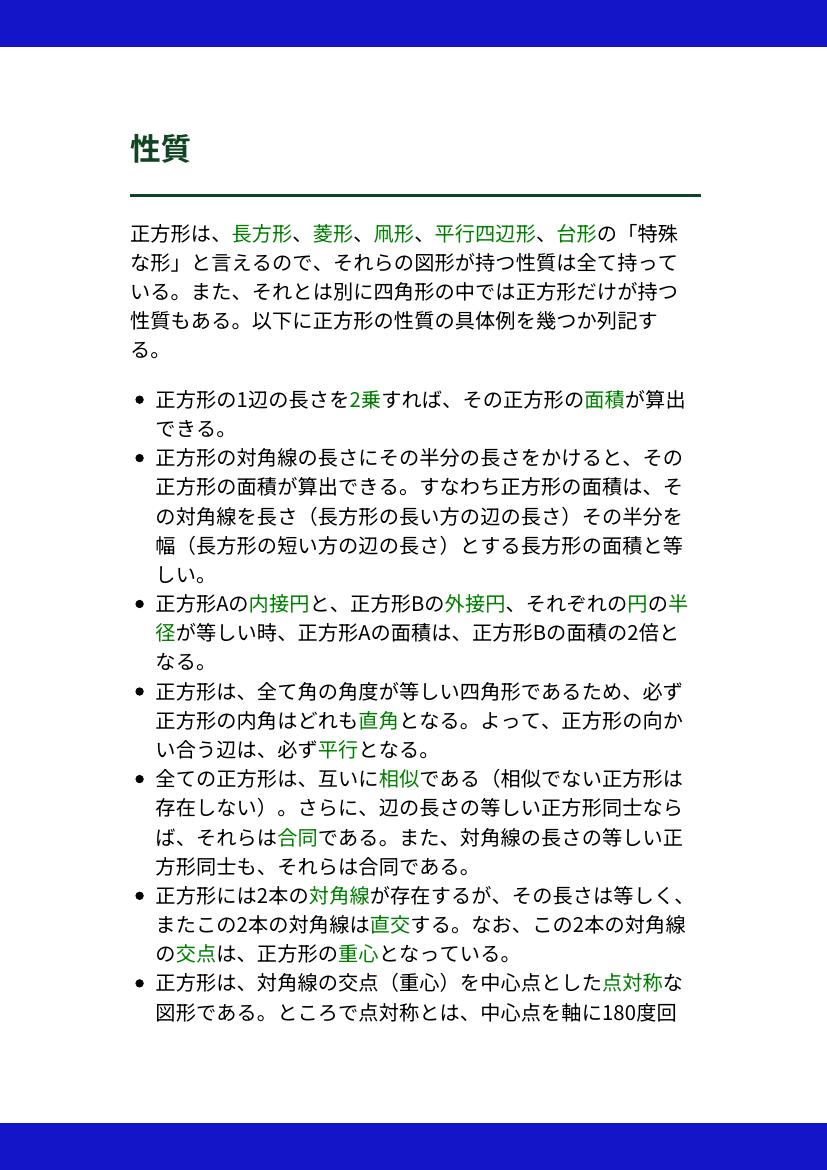 性質
正方形は、長方形、菱形、凧形、平行四辺形、台形の「特殊
な形」と言えるので、それらの図形が持つ性質は全て持って
いる。また、それとは別に四角形の中では正方形だけが持つ
性質もある。以下に正方形の性質の具体例を幾つか列記す
る。
• 正方形の1辺の長さを2乗すれば、その正方形の面積が算出
できる。
• 正方形の対角線の長さにその半分の長さをかけると、その
正方形の面積が算出できる。すなわち正方形の面積は、そ
の対角線を長さ（長方形の長い方の辺の長さ）その半分を
幅（長方形の短い方の辺の長さ）とする長方形の面積と等
しい。
• 正方形Aの内接円と、正方形Bの外接円、それぞれの円の半
径が等しい時、正方形Aの面積は、正方形Bの面積の2倍と
なる。
• 正方形は、全て角の角度が等しい四角形であるため、必ず
正方形の内角はどれも直角となる。よって、正方形の向か
い合う辺は、必ず平行となる。
• 全ての正方形は、互いに相似である（相似でない正方形は
存在しない）。さらに、辺の長さの等しい正方形同士なら
ば、それらは合同である。また、対角線の長さの等しい正
方形同士も、それらは合同である。
• 正方形には2本の対角線が存在するが、その長さは等しく、
またこの2本の対角線は直交する。なお、この2本の対角線
の交点は、正方形の重心となっている。
• 正方形は、対角線の交点（重心）を中心点とした点対称な
図形である。ところで点対称とは、中心点を軸に180度回